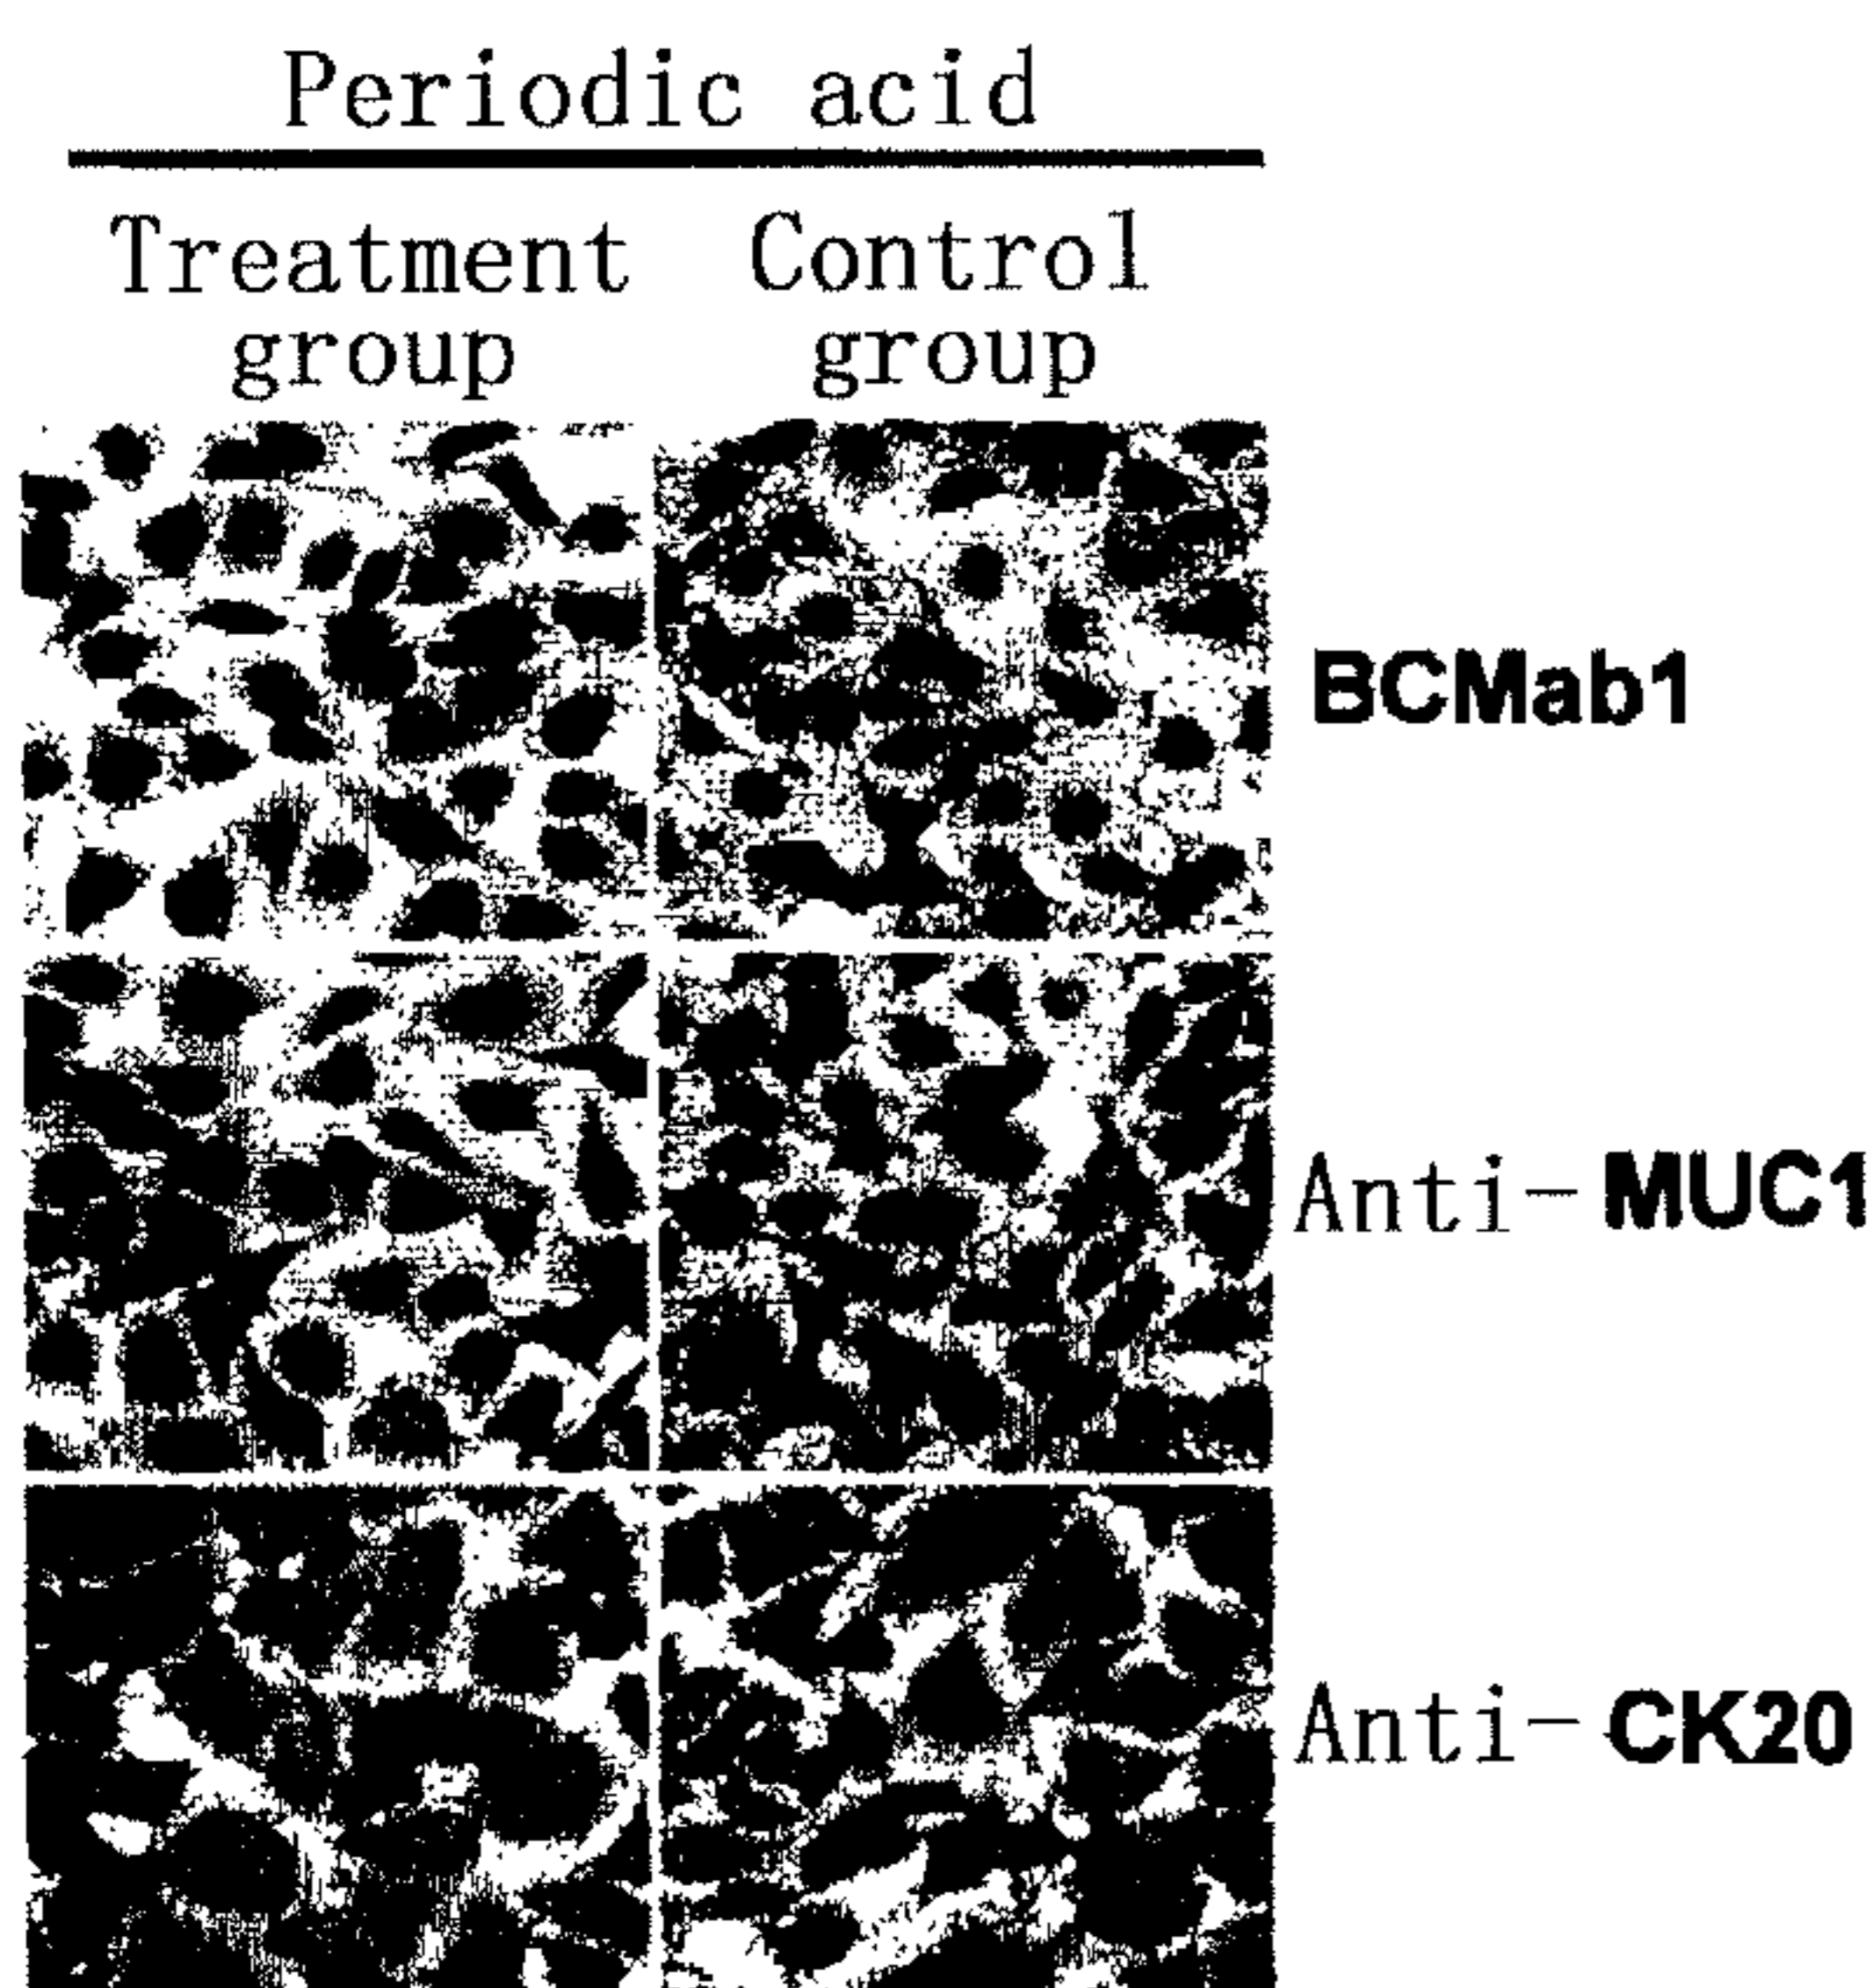 Periodic acid
Treatment Control
group group
BCMab1
Anti-MUC1
Anti-CK20